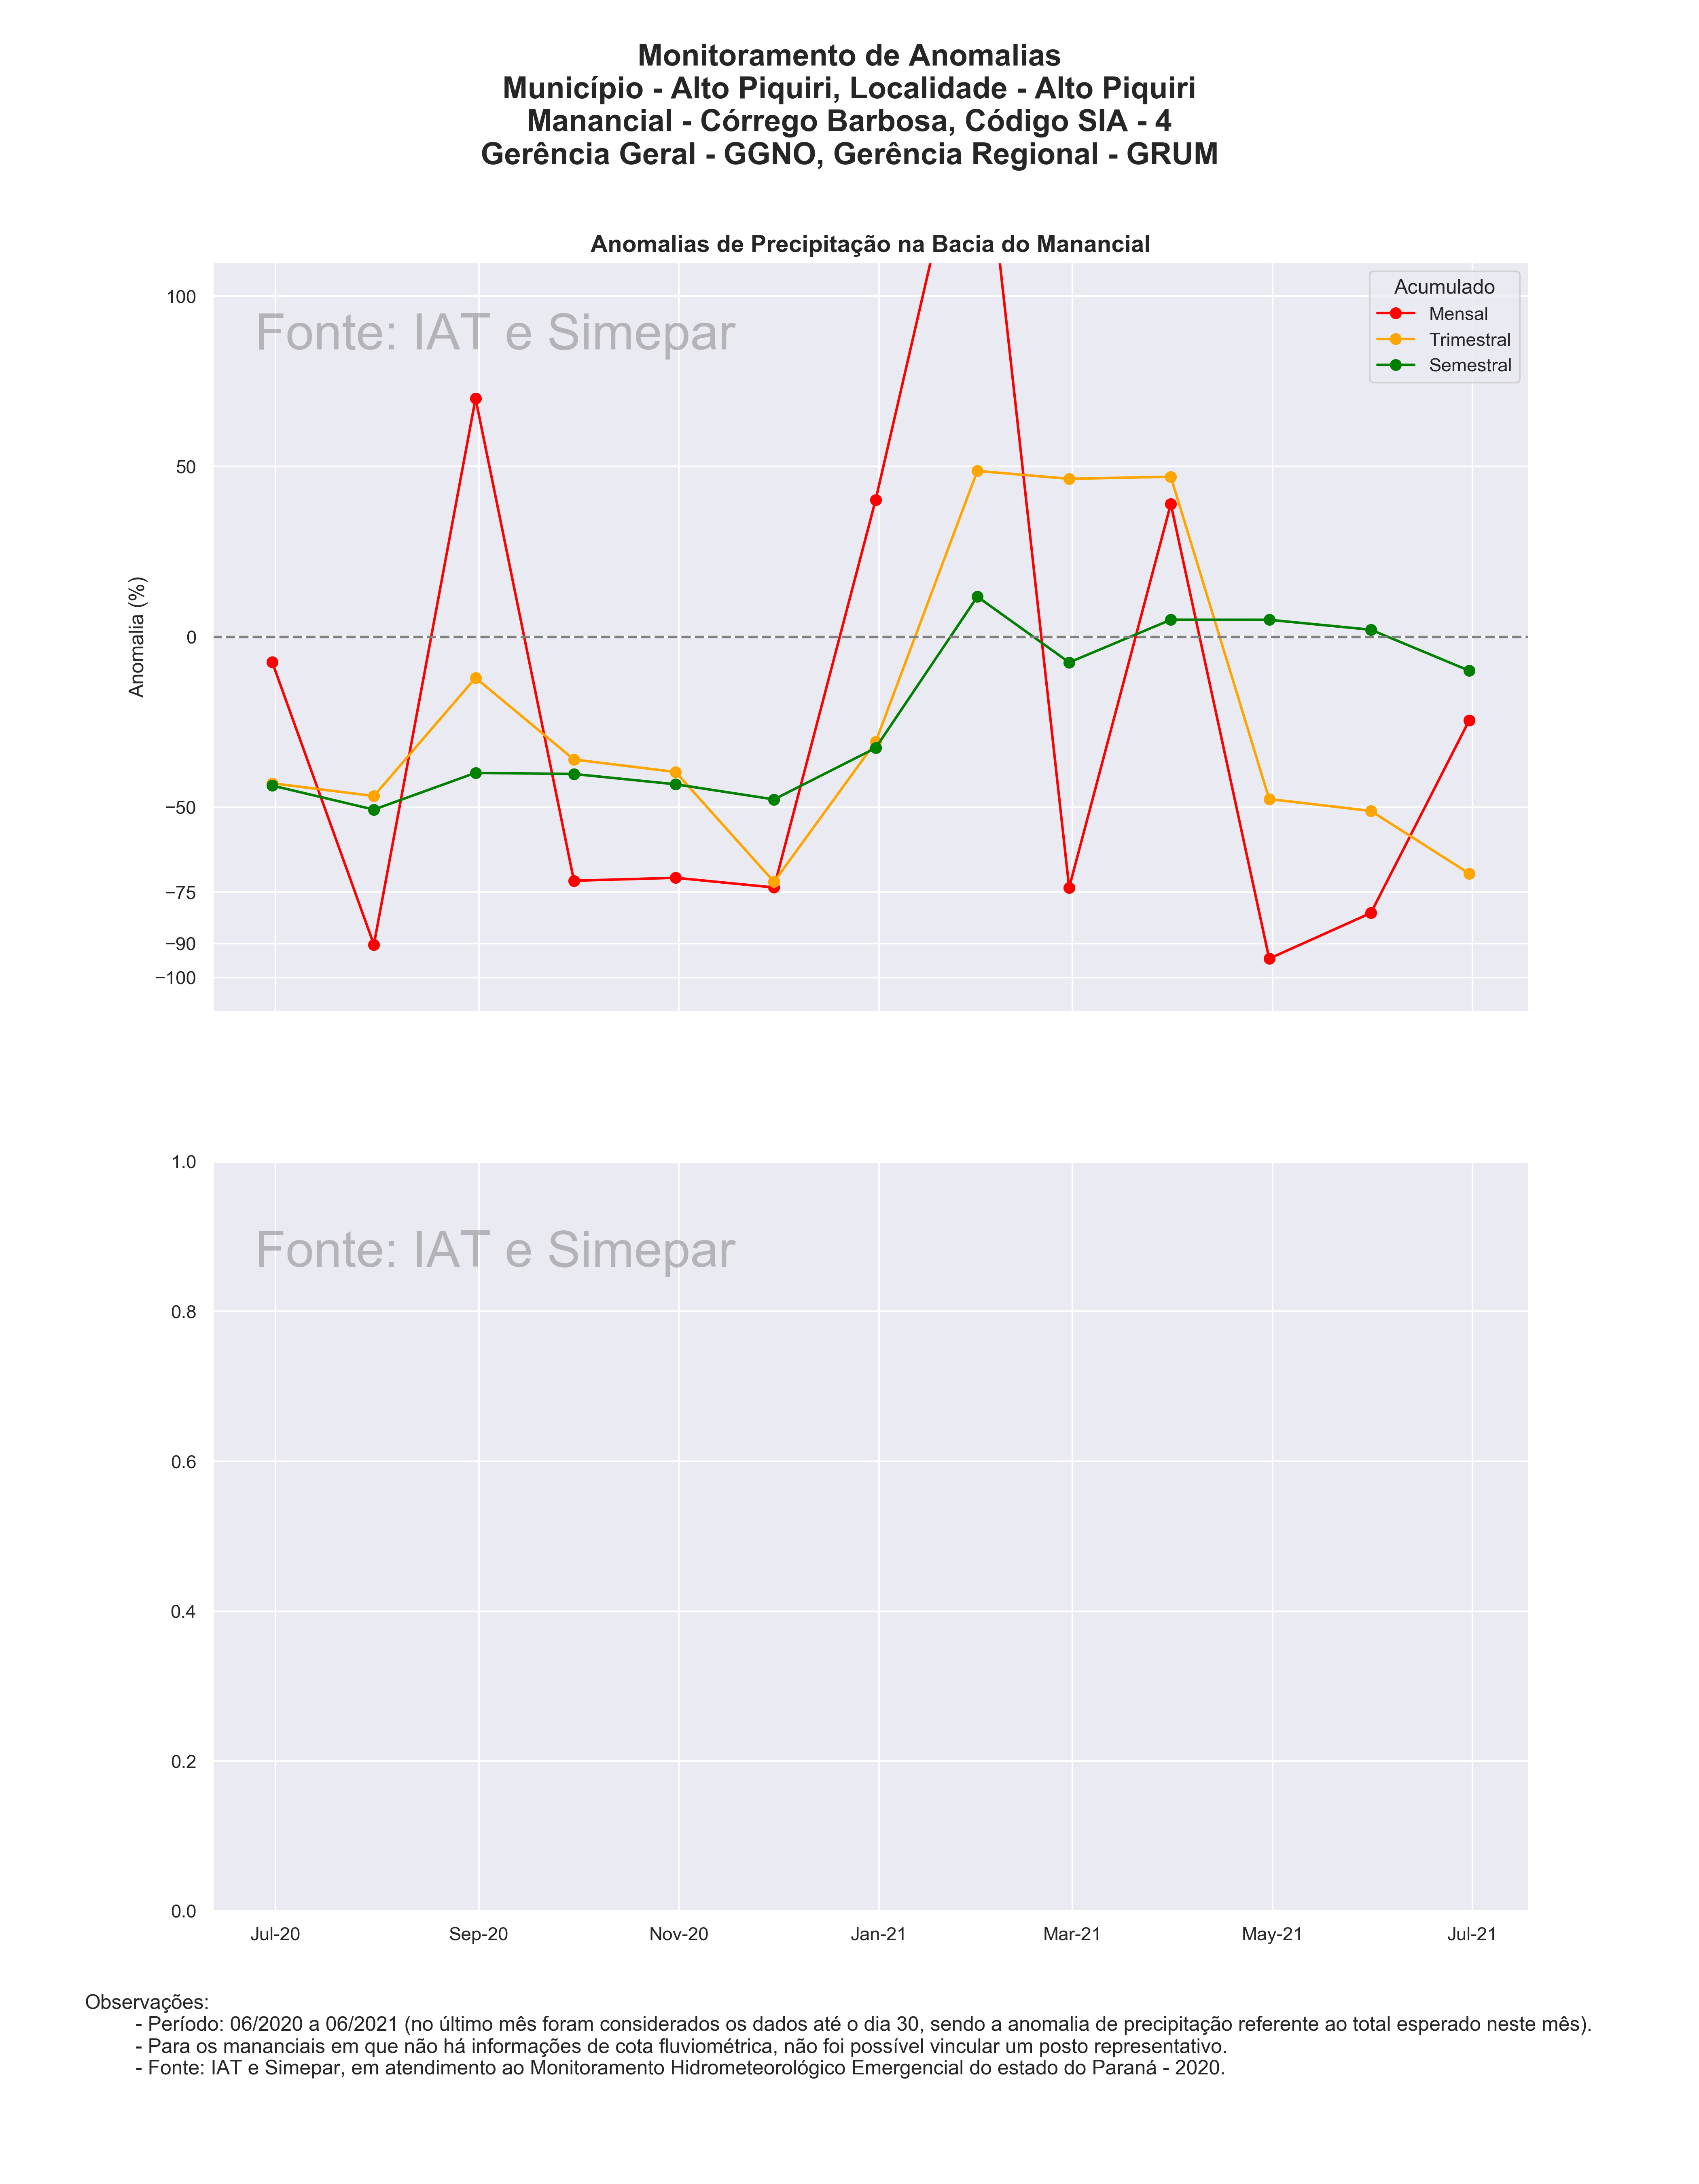 Monitoramento de Anomalias
Município - Alto Piquiri, Localidade - Alto Piquiri
Manancial - Córrego Barbosa, Código SIA - 4
Gerência Geral - GGNO, Gerência Regional - GRUM
Anomalias de Precipitação na Bacia do Manancial
Fonte: IAT e Simepar
Acumulado
Mensal
Trimestral
Semestral
Anomalia (%)
100
50
0
−50
−75
−90
−100
Fonte: IAT e Simepar
1.0
0.8
0.6
0.4
0.2
0.0
Jul-20 Sep-20 Nov-20 Jan-21 Mar-21 May-21 Jul-21
Observações:
- Período: 06/2020 a 06/2021 (no último mês foram considerados os dados até o dia 30, sendo a anomalia de precipitação referente ao total esperado neste mês).
- Para os mananciais em que não há informações de cota fluviométrica, não foi possível vincular um posto representativo.
- Fonte: IAT e Simepar, em atendimento ao Monitoramento Hidrometeorológico Emergencial do estado do Paraná - 2020.